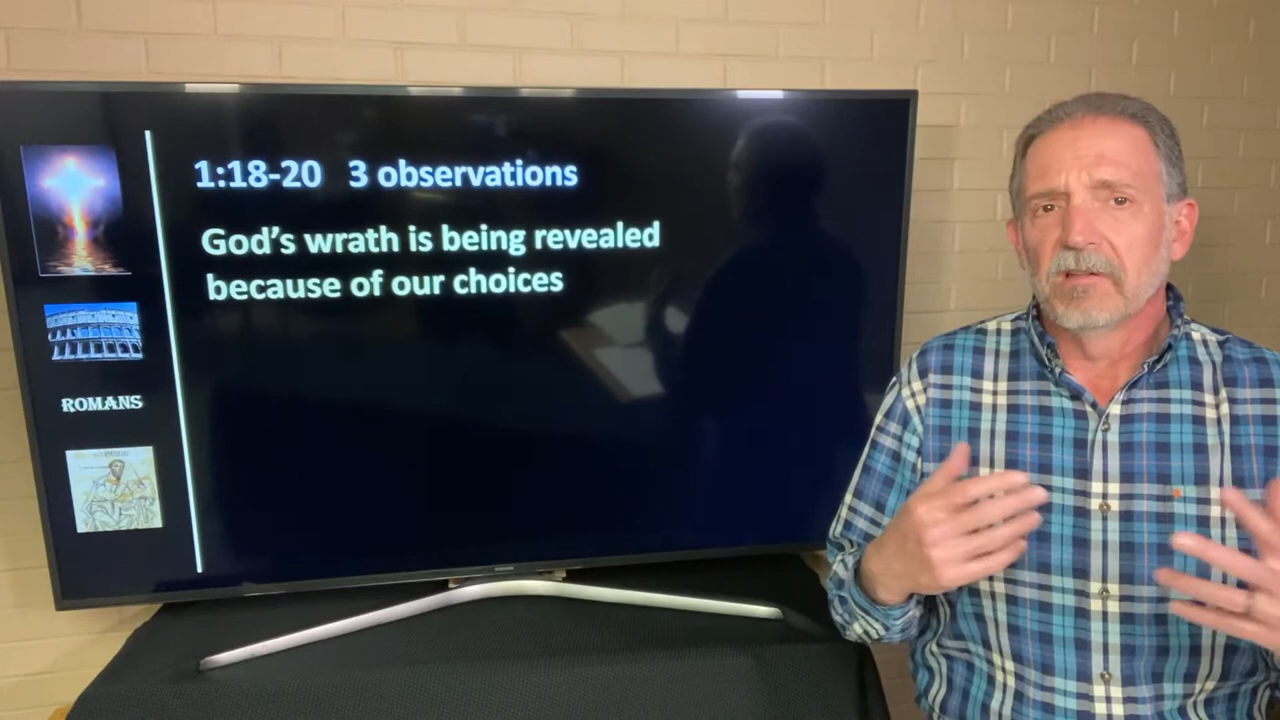 1:18-20 3 observations
God's wrath is being revealed
because of our choices
ROMANS